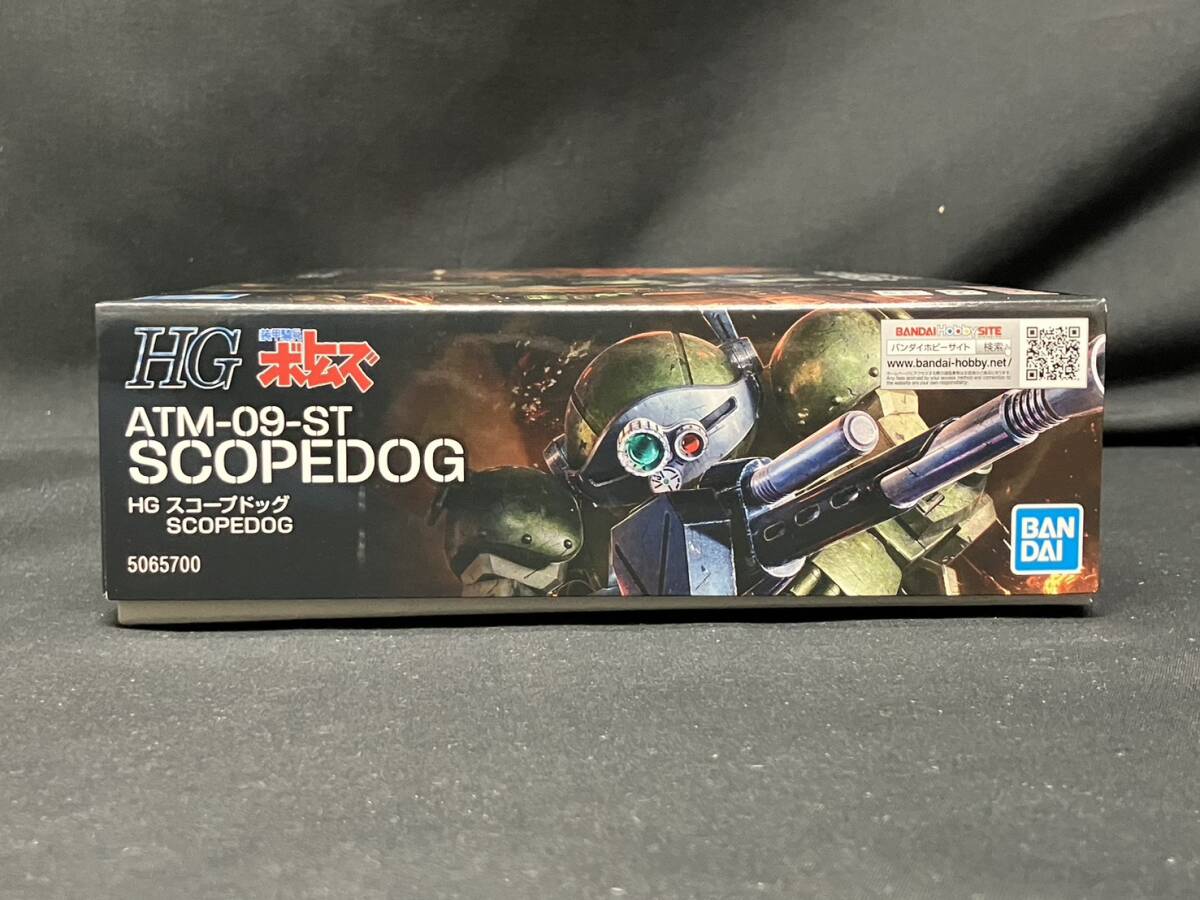 HG
装甲騎兵
ボトムズ
ATM-09-ST
SCOPEDOG
HG スコープドッグ
SCOPEDOG
5065700
BANDAI Hobby SITE
バンダイホビーサイト 検索
www.bandai-hobby.net/
BAN
DAI